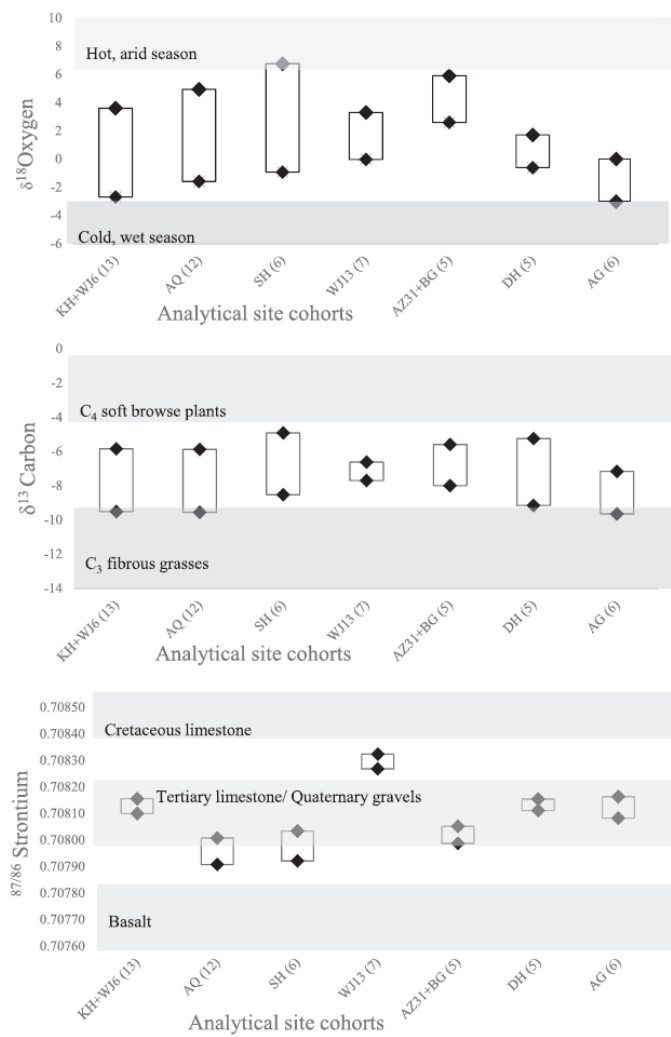 10
8
Hot, arid season
6
4
2
0
-2
-4
Cold, wet season
-6
δ18Oxygen
KH+WJ6 (13)
AQ (12)
SH (6)
WJ13 (7)
AZ31+BG (5)
DH (5)
AG (6)
Analytical site cohorts
0
-2
C4 soft browse plants
-4
-6
-8
-10
-12
C3 fibrous grasses
-14
δ13 Carbon
KH+WJ6 (13)
AQ (12)
SH (6)
WJ13 (7)
AZ31+BG (5)
DH (5)
AG (6)
Analytical site cohorts
0.70850
0.70840
Cretaceous limestone
0.70830
0.70820
Tertiary limestone/ Quaternary gravels
0.70810
0.70800
0.70790
0.70780
0.70770
Basalt
0.70760
87/86 Strontium
KH+WJ6 (13)
AQ (12)
SH (6)
WJ13 (7)
AZ31+BG (5)
DH (5)
AG (6)
Analytical site cohorts